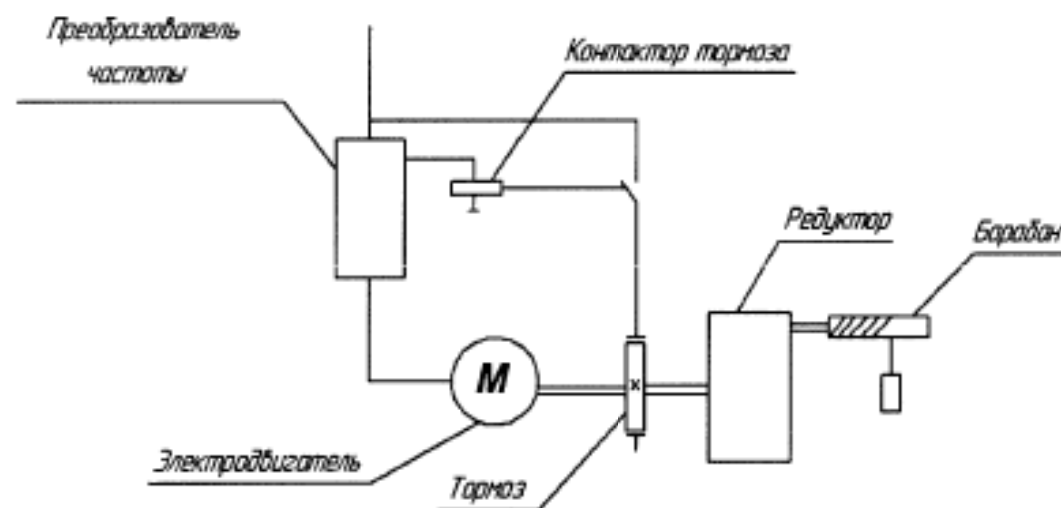 Преобразователь
частоты
Контактор тормоза
Редуктор
Барабан
М
Электродвигатель
Тормоз